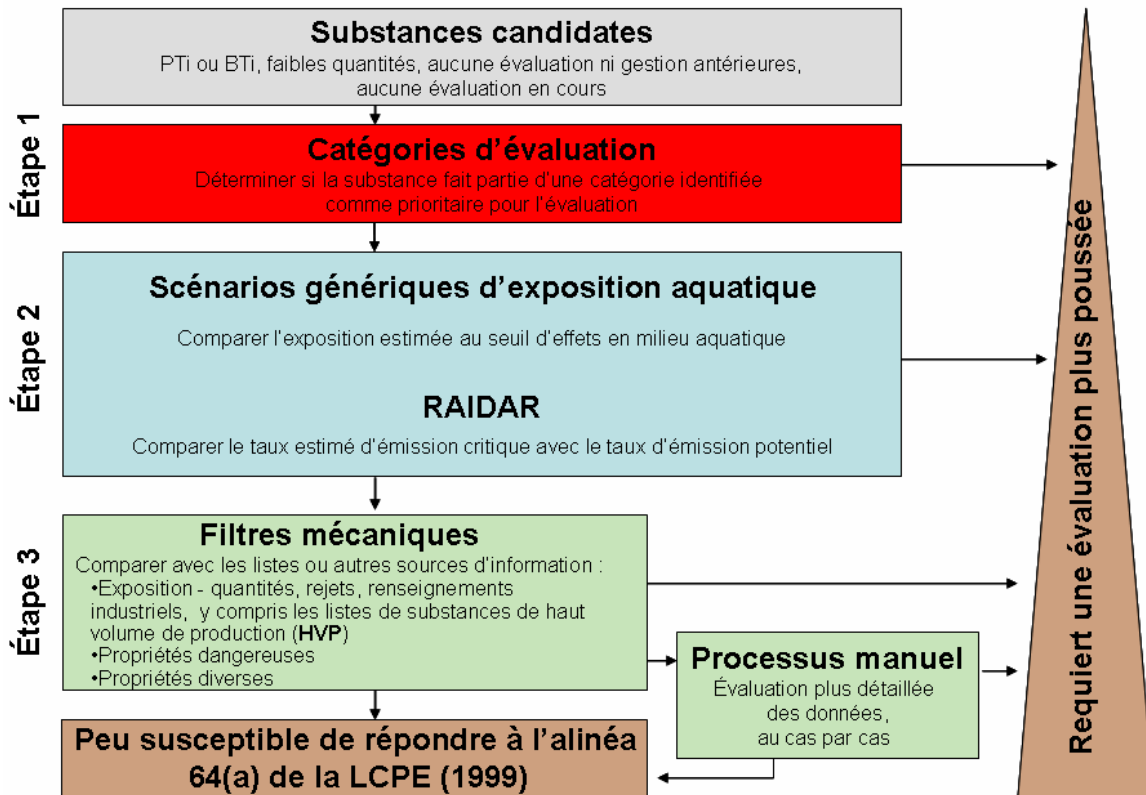 Substances candidates
PTi ou BTi, faibles quantités, aucune évaluation ni gestion antérieures,
aucune évaluation en cours
Étape 1
Catégories d'évaluation
Déterminer si la substance fait partie d'une catégorie identifiée
comme prioritaire pour l'évaluation
Étape 2
Scénarios génériques d'exposition aquatique
Comparer l'exposition estimée au seuil d'effets en milieu aquatique
RAIDAR
Comparer le taux estimé d'émission critique avec le taux d'émission potentiel
Étape 3
Filtres mécaniques
Comparer avec les listes ou autres sources d'information :
•Exposition - quantités, rejets, renseignements
industriels, y compris les listes de substances de haut
volume de production (HVP)
•Propriétés dangereuses
•Propriétés diverses
Processus manuel
Évaluation plus détaillée
des données,
au cas par cas
Peu susceptible de répondre à l'alinéa
64(a) de la LCPE (1999)
Requiert une évaluation plus poussée